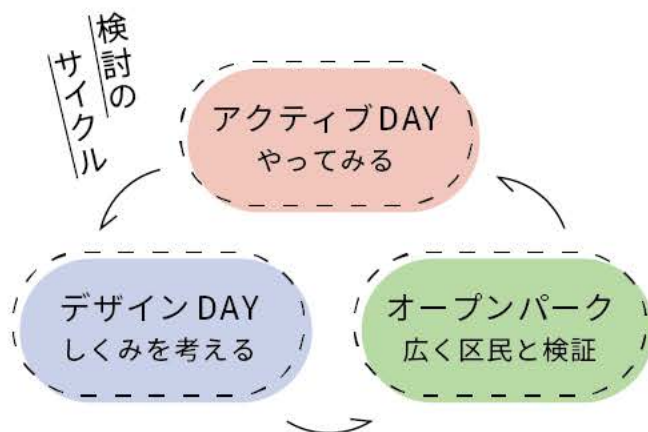 検討の
サイクル
アクティブDAY
やってみる
デザインDAY
しくみを考える
オープンパーク
広く区民と検証